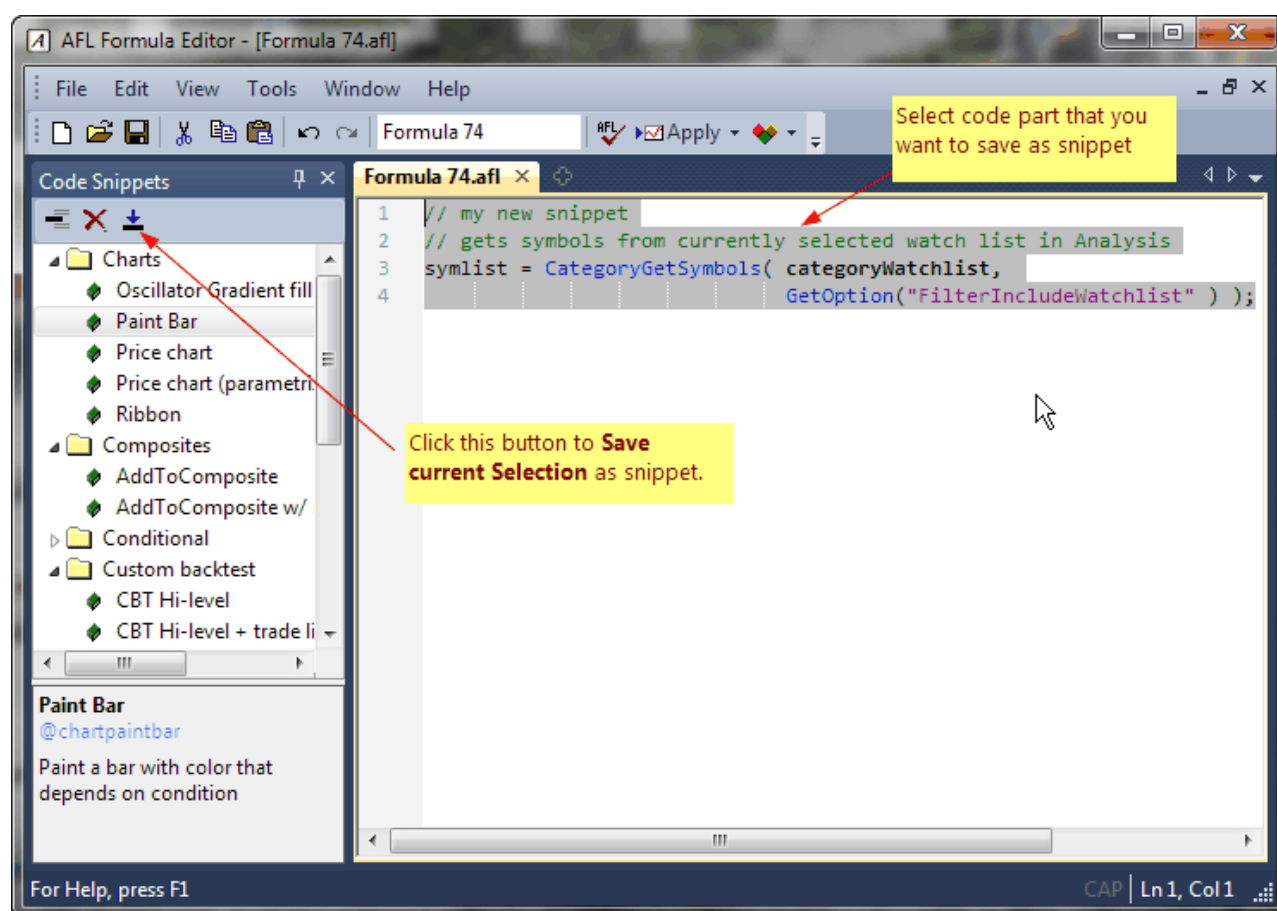 AFL Formula Editor - [Formula 74.afl]
File Edit View Tools Window Help
Formula 74
AFL Apply
Select code part that you
want to save as snippet
Code Snippets
Formula 74.afl
Charts
Oscillator Gradient fill
Paint Bar
Price chart
Price chart (parametri
Ribbon
Composites
AddToComposite
AddToComposite w/
Conditional
Custom backtest
CBT Hi-level
CBT Hi-level + trade li
1 // my new snippet
2 // gets symbols from currently selected watch list in Analysis
3 symlist = CategoryGetSymbols( categoryWatchlist,
4 GetOption("FilterIncludeWatchlist" ) );
Click this button to Save
current Selection as snippet.
Paint Bar
@chartpaintbar
Paint a bar with color that
depends on condition
For Help, press F1
CAP Ln 1, Col 1